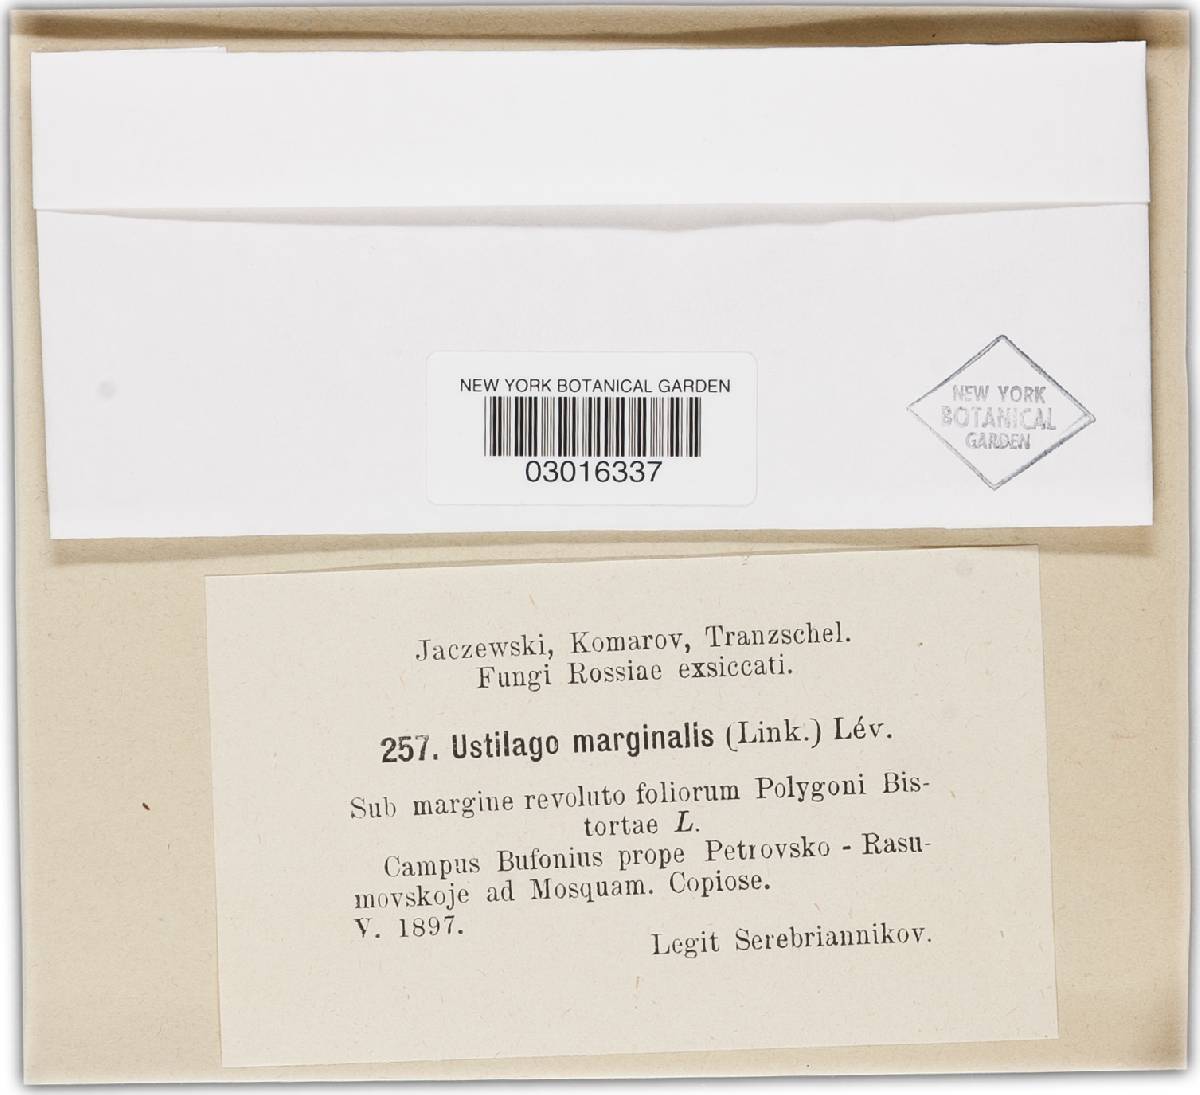 NEW YORK BOTANICAL GARDEN
03016337
NEW YORK
BOTANICAL
GARDEN
Jaczewski, Komarov, Tranzschel.
Fungi Rossiae exsiccati.
257. Ustilago marginalis (Link.) Lév.
Sub margine revoluto foliorum Polygoni Bis-
tortae L.
Campus Bufonius prope Petrovsko - Rasu-
movskoje ad Mosquam. Copiose.
V. 1897.
Legit Serebriannikov.